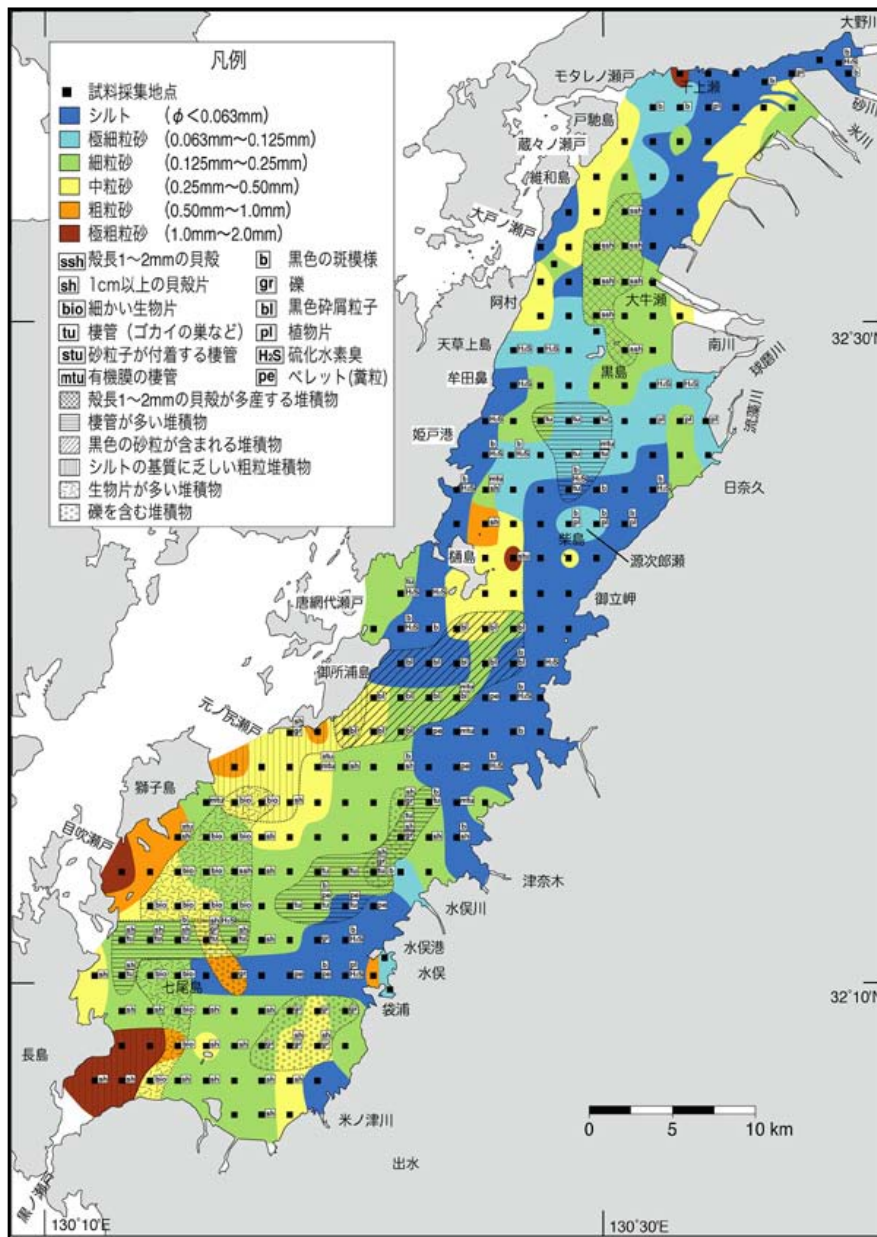 凡例
試料採集地点
シルト (φ<0.063mm)
極細粒砂 (0.063mm〜0.125mm)
細粒砂 (0.125mm〜0.25mm)
中粒砂 (0.25mm〜0.50mm)
粗粒砂 (0.50mm〜1.0mm)
極粗粒砂 (1.0mm〜2.0mm)
ssh 殻長1〜2mmの貝殻
b 黒色の斑模様
sh 1cm以上の貝殻片
gr 礫
bio 細かい生物片
bl 黒色砕屑粒子
tu 棲管(ゴカイの巣など)
pl 植物片
stu 砂粒子が付着する棲管
H₂S 硫化水素臭
mtu 有機膜の棲管
pe ペレット(糞粒)
殻長1〜2mmの貝殻が多産する堆積物
棲管が多い堆積物
黒色の砂粒が含まれる堆積物
シルトの基質に乏しい粗粒堆積物
生物片が多い堆積物
礫を含む堆積物
大野川
モタレノ瀬戸
干上瀬
砂川
氷川
戸馳島
蔵々ノ瀬戸
維和島
大戸ノ瀬戸
阿村
大牛瀬
天草上島
南川
32°30'N
球磨川
牟田鼻
黒島
流藻川
姫戸港
日奈久
樋島
柴島
源次郎瀬
唐網代瀬戸
御立岬
御所浦島
元ノ尻瀬戸
獅子島
目吹瀬戸
津奈木
水俣川
水俣港
水俣
七尾島
袋浦
32°10'N
長島
米ノ津川
出水
黒ノ瀬戸
0 5 10 km
130°10'E
130°30'E